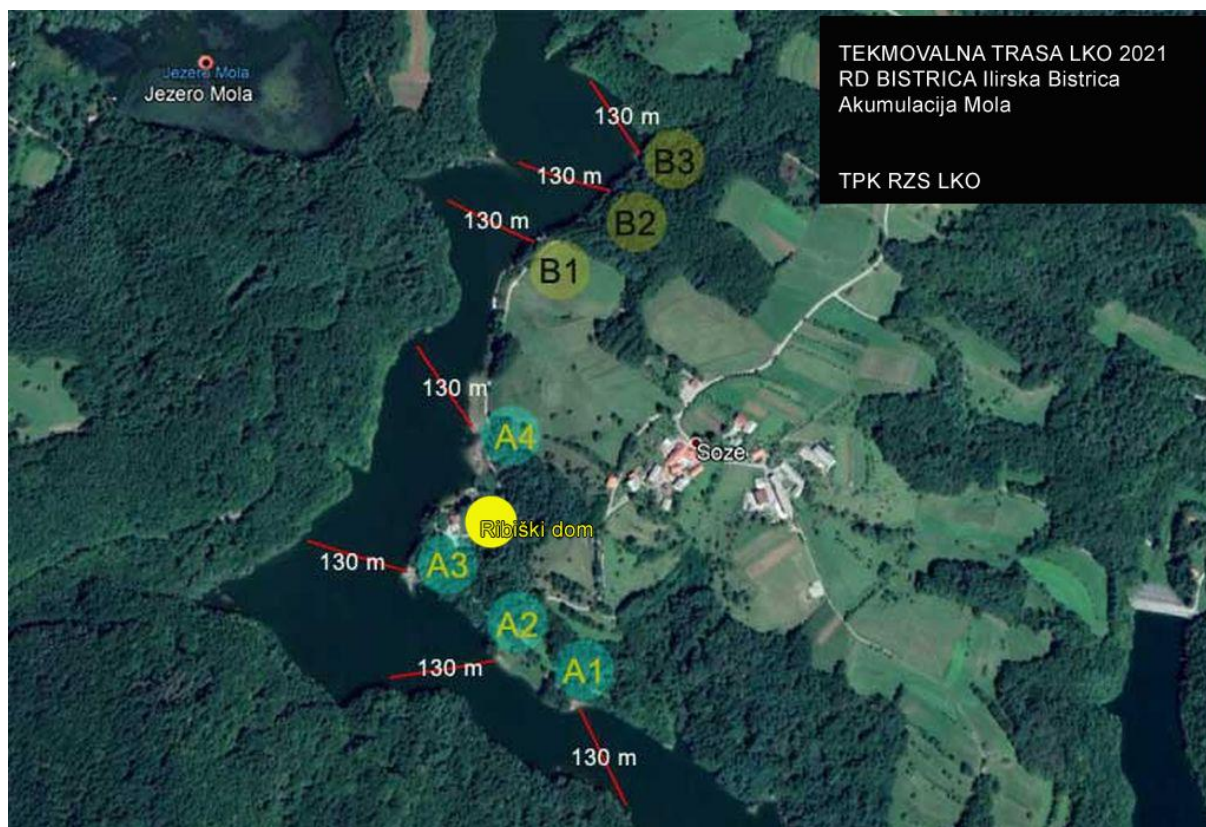 TEKMOVALNA TRASA LKO 2021
RD BISTRICA Ilirska Bistrica
Akumulacija Mola
TPK RZS LKO
Jezero Mola
Jezero Mola
130 m
B3
130 m
B2
130 m
B1
130 m
A4
Soze
Ribiški dom
130 m
A3
A2
130 m
A1
130 m